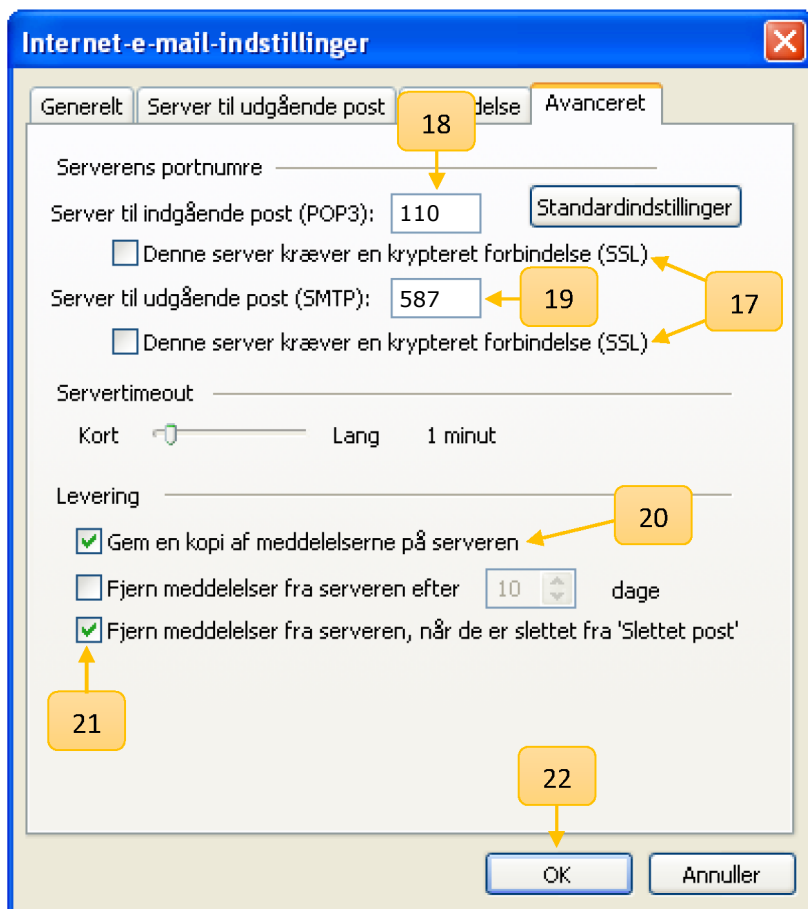 Internet-e-mail-indstillinger
Generelt Server til udgående post delse Avanceret
18
Serverens portnumre
Server til indgående post (POP3): 110 Standardindstillinger
Denne server kræver en krypteret forbindelse (SSL)
Server til udgående post (SMTP): 587 19 17
Denne server kræver en krypteret forbindelse (SSL)
Servertimeout
Kort Lang 1 minut
Levering
20
Gem en kopi af meddelelserne på serveren
Fjern meddelelser fra serveren efter 10 dage
Fjern meddelelser fra serveren, når de er slettet fra 'Slettet post'
21
22
OK Annuller